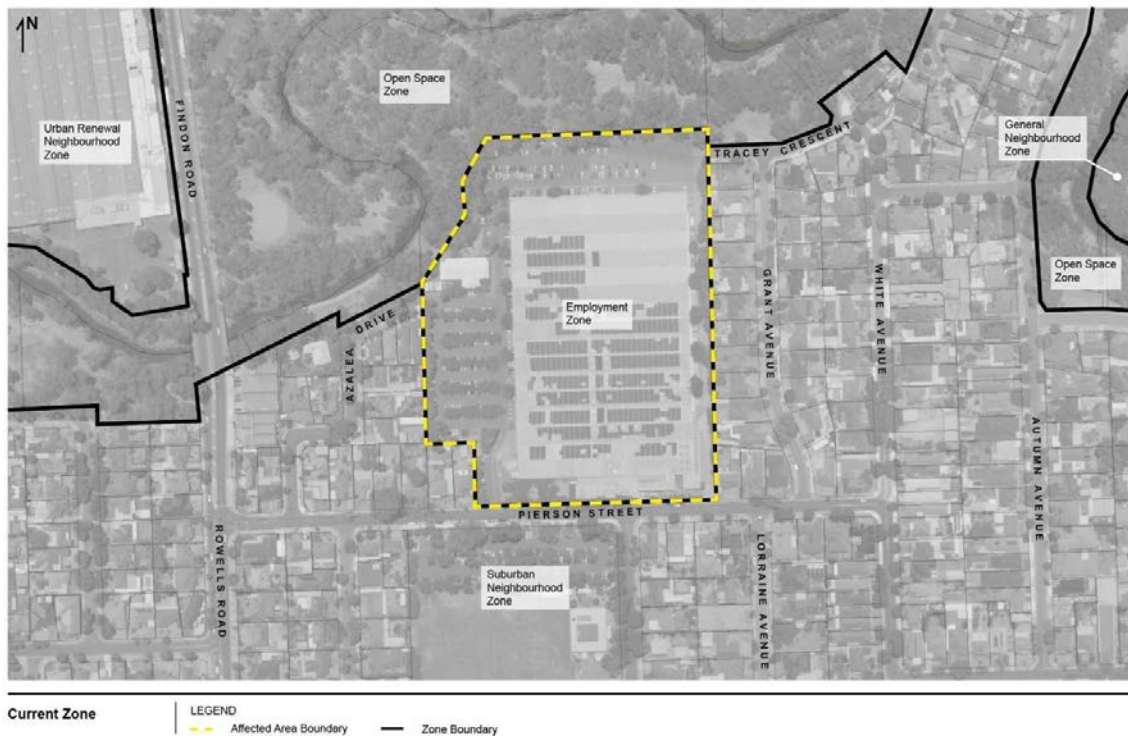 N
Open Space
Zone
Urban Renewal
Neighbourhood
Zone
FINDON ROAD
General
Neighbourhood
Zone
TRACEY CRESCENT
Open Space
Zone
Employment
Zone
GRANT AVENUE
WHITE AVENUE
AZALEA
DRIVE
AUTUMN AVENUE
PIERSON STREET
ROWELLS ROAD
Suburban
Neighbourhood
Zone
LORRAINE AVENUE
Current Zone
LEGEND
Affected Area Boundary
Zone Boundary